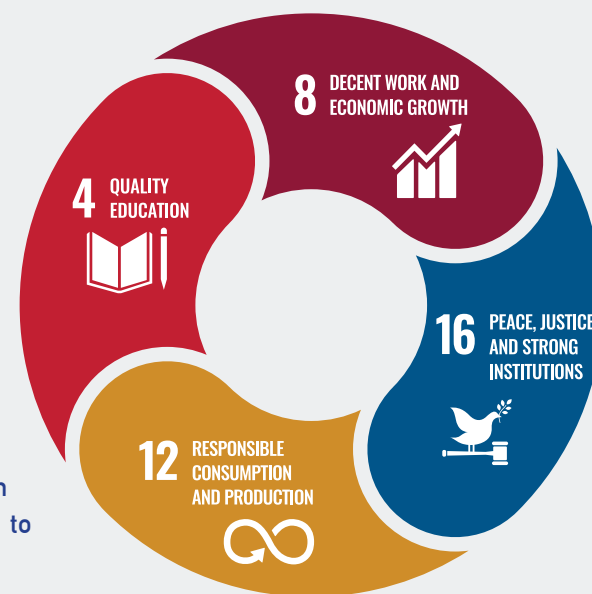 8 DECENT WORK AND
ECONOMIC GROWTH
4 QUALITY
EDUCATION
16 PEACE, JUSTICE
AND STRONG
INSTITUTIONS
12 RESPONSIBLE
CONSUMPTION
AND PRODUCTION
to